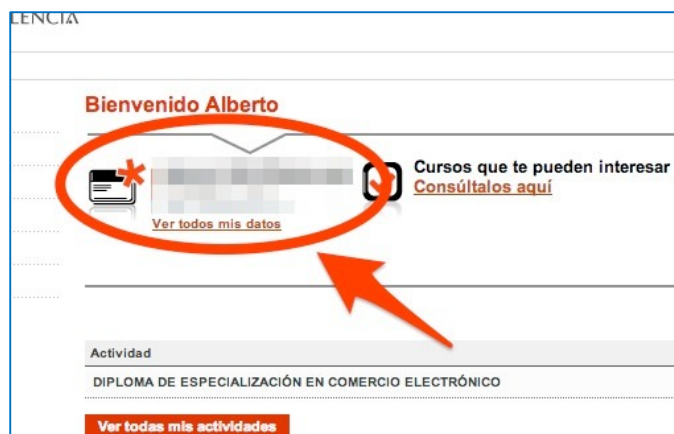 LENCIA
Bienvenido Alberto
Cursos que te pueden interesar
Consúltalos aquí
Ver todos mis datos
Actividad
DIPLOMA DE ESPECIALIZACIÓN EN COMERCIO ELECTRÓNICO
Ver todas mis actividades